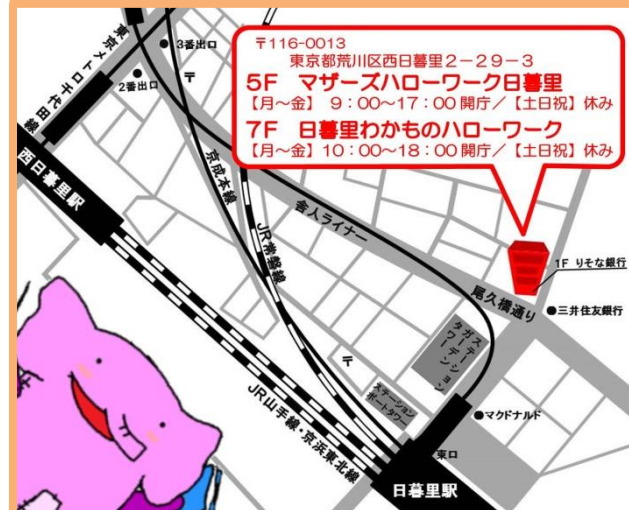 〒116-0013
東京都荒川区西日暮里2－29－3
5F　マザーズハローワーク日暮里
【月～金】 9：00～17：00 開庁／【土日祝】休み
7F　日暮里わかものハローワーク
【月～金】10：00～18：00 開庁／【土日祝】休み
3番出口
2番出口
東京メトロ千代田線
西日暮里駅
京成本線
JR常磐線
舎人ライナー
1F りそな銀行
尾久橋通り
三井住友銀行
ステーション
ガーデン
タワー
ステーション
ポートタワー
マクドナルド
JR山手線・京浜東北線
東口
日暮里駅